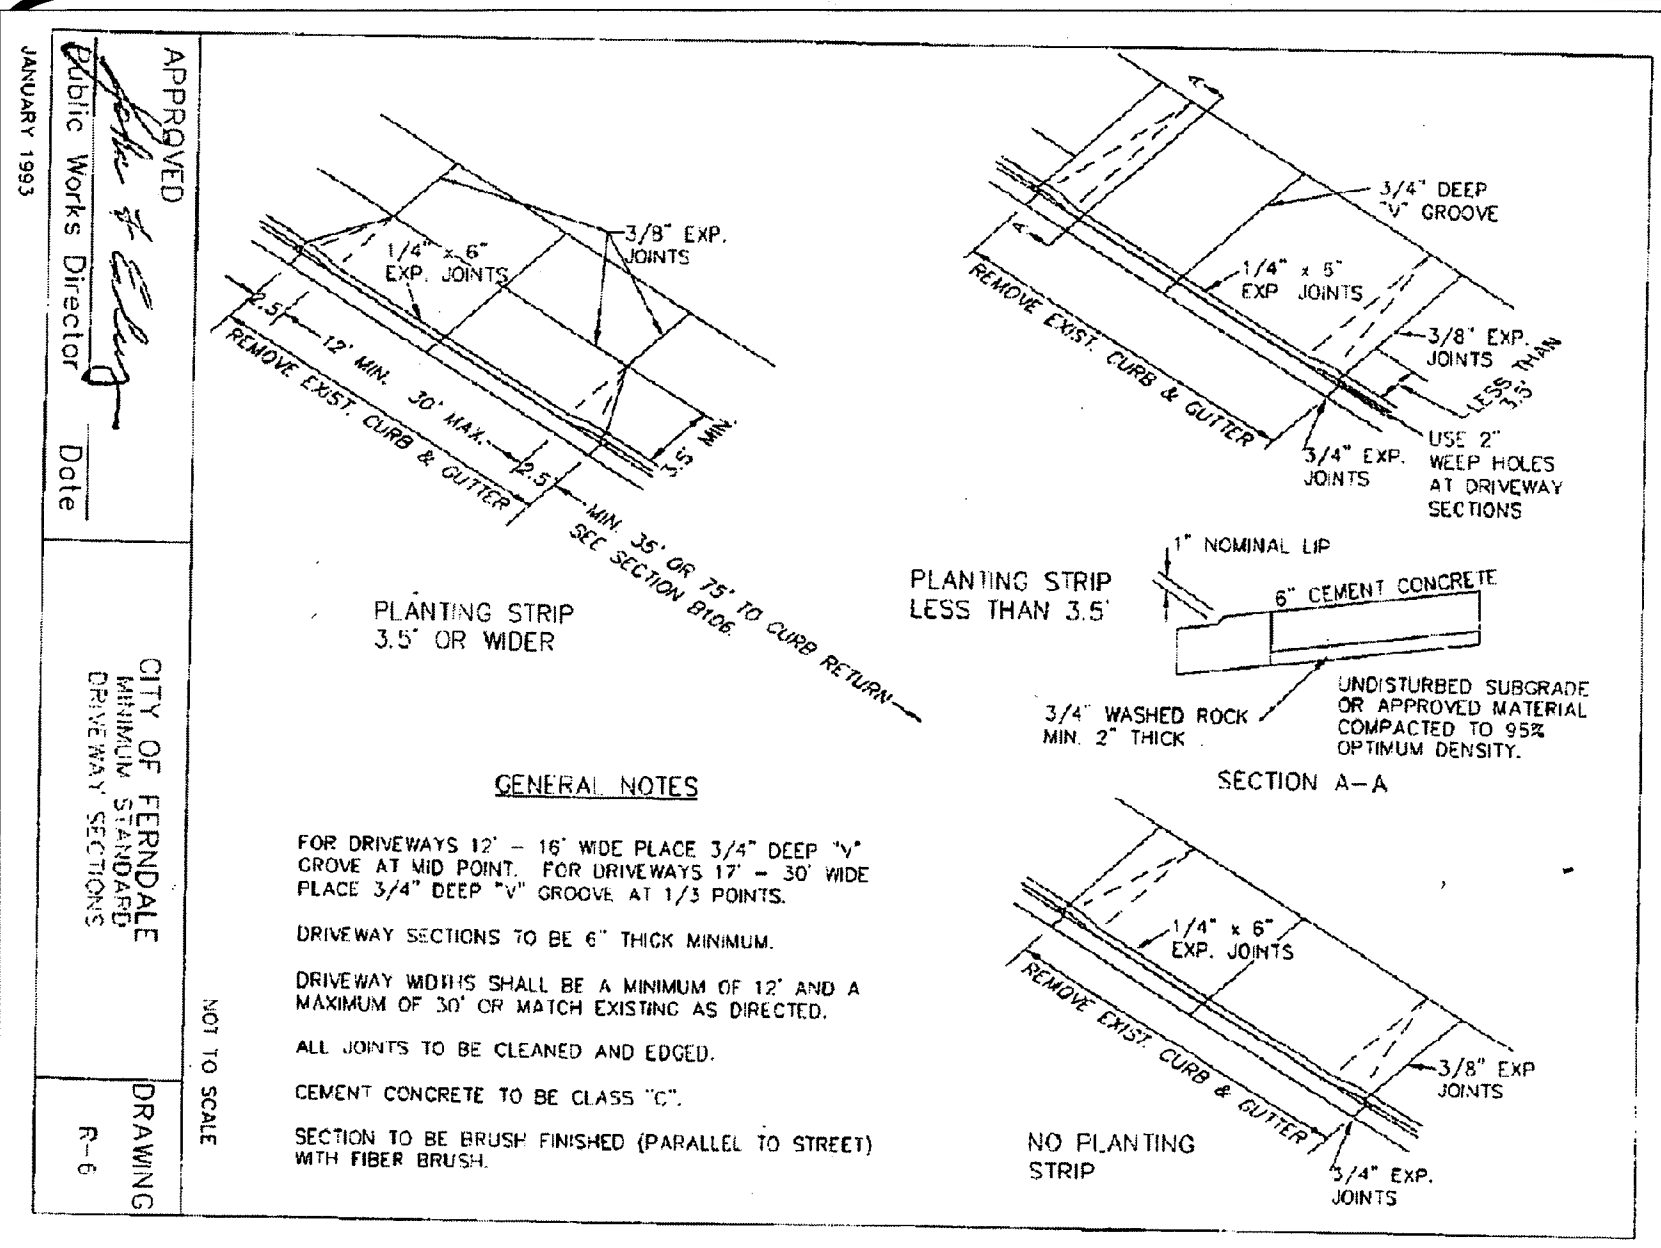 3/8" EXP.
JOINTS
1/4" x 6"
EXP. JOINTS
2.5'
12' MIN.
30' MAX.
2.5'
REMOVE EXIST. CURB & GUTTER
3.5' MIN.
MIN. 35' OR 75' TO CURB RETURN
SEE SECTION B106.
PLANTING STRIP
3.5' OR WIDER
A
A
3/4" DEEP
"V" GROOVE
1/4" x 6"
EXP JOINTS
3/8" EXP.
JOINTS
LESS THAN
3.5'
REMOVE EXIST. CURB & GUTTER
3/4" EXP.
JOINTS
USE 2"
WEEP HOLES
AT DRIVEWAY
SECTIONS
PLANTING STRIP
LESS THAN 3.5'
1" NOMINAL LIP
6" CEMENT CONCRETE
3/4" WASHED ROCK
MIN. 2" THICK
UNDISTURBED SUBGRADE
OR APPROVED MATERIAL
COMPACTED TO 95%
OPTIMUM DENSITY.
SECTION A-A
GENERAL NOTES
FOR DRIVEWAYS 12' - 16' WIDE PLACE 3/4" DEEP "V"
GROVE AT MID POINT. FOR DRIVEWAYS 17' - 30' WIDE
PLACE 3/4" DEEP "V" GROOVE AT 1/3 POINTS.
DRIVEWAY SECTIONS TO BE 6" THICK MINIMUM.
DRIVEWAY WIDTHS SHALL BE A MINIMUM OF 12' AND A
MAXIMUM OF 30' OR MATCH EXISTING AS DIRECTED.
ALL JOINTS TO BE CLEANED AND EDGED.
CEMENT CONCRETE TO BE CLASS "C".
SECTION TO BE BRUSH FINISHED (PARALLEL TO STREET)
WITH FIBER BRUSH.
1/4" x 6"
EXP. JOINTS
REMOVE EXIST. CURB & GUTTER
3/8" EXP
JOINTS
3/4" EXP.
JOINTS
NO PLANTING
STRIP
NOT TO SCALE
APPROVED
Public Works Director
Date
JANUARY 1993
CITY OF FERNDALE
MINIMUM STANDARD
DRIVEWAY SECTIONS
DRAWING
R-6